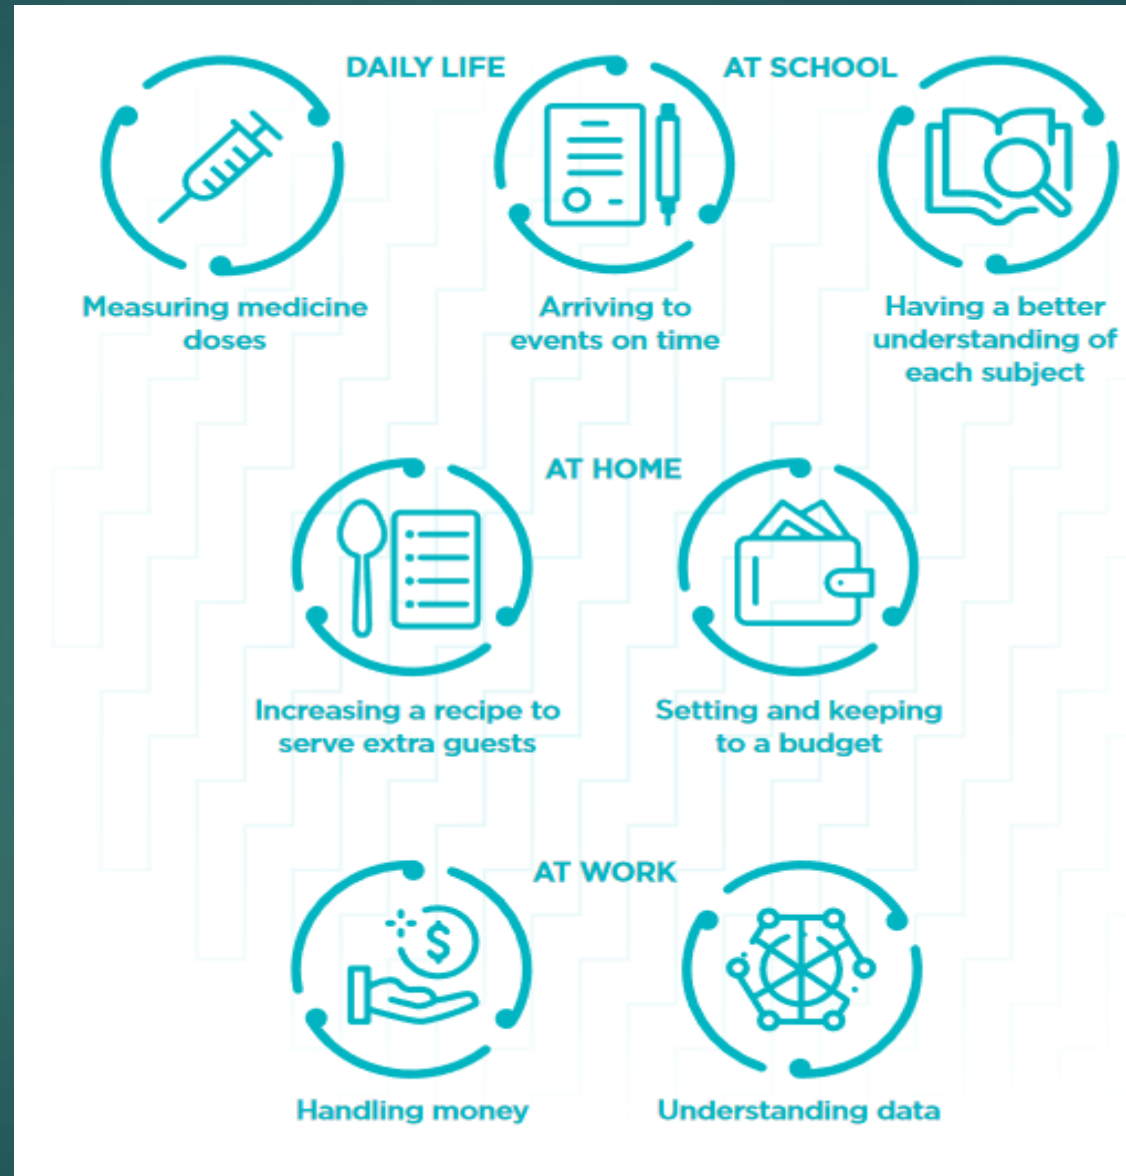 DAILY LIFE
AT SCHOOL
Measuring medicine
doses
Arriving to
events on time
Having a better
understanding of
each subject
AT HOME
Increasing a recipe to
serve extra guests
Setting and keeping
to a budget
AT WORK
$
Handling money
Understanding data